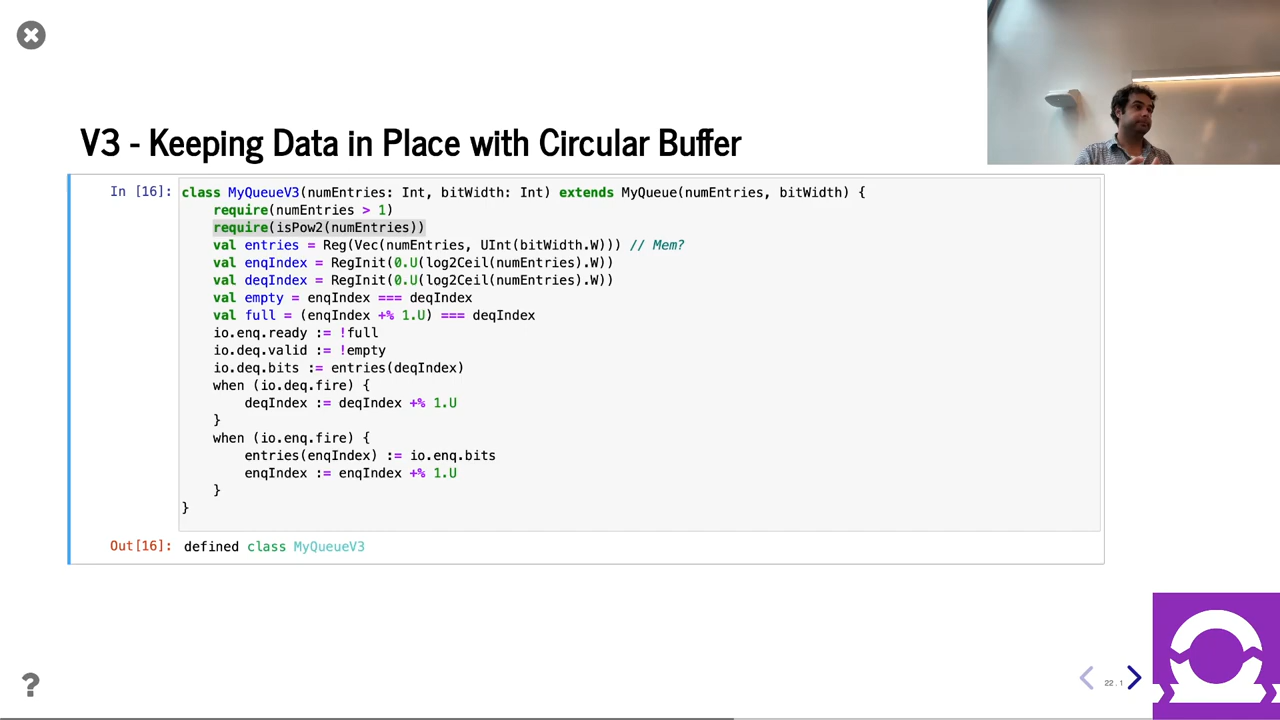 V3 - Keeping Data in Place with Circular Buffer
In [16]: class MyQueueV3(numEntries: Int, bitWidth: Int) extends MyQueue(numEntries, bitWidth) {
    require(numEntries > 1)
    require(isPow2(numEntries))
    val entries = Reg(Vec(numEntries, UInt(bitWidth.W))) // Mem?
    val enqIndex = RegInit(0.U(log2Ceil(numEntries).W))
    val deqIndex = RegInit(0.U(log2Ceil(numEntries).W))
    val empty = enqIndex === deqIndex
    val full = (enqIndex +% 1.U) === deqIndex
    io.enq.ready := !full
    io.deq.valid := !empty
    io.deq.bits := entries(deqIndex)
    when (io.deq.fire) {
        deqIndex := deqIndex +% 1.U
    }
    when (io.enq.fire) {
        entries(enqIndex) := io.enq.bits
        enqIndex := enqIndex +% 1.U
    }
}
Out[16]: defined class MyQueueV3
?
22.1